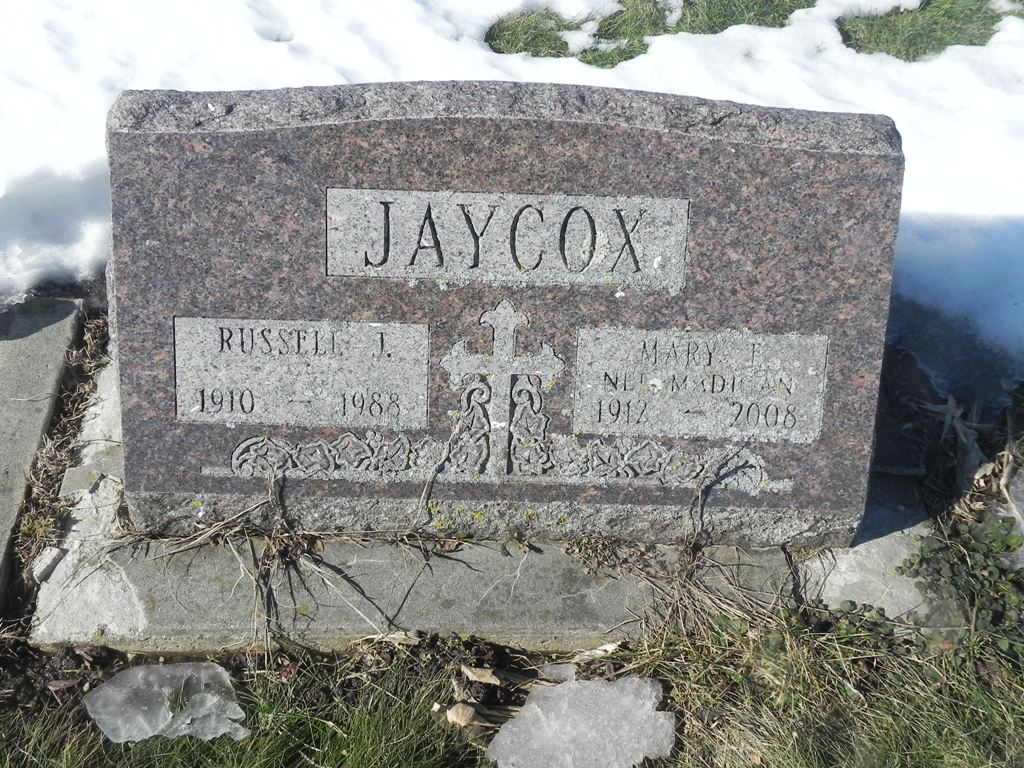 JAYCOX
RUSSELL J.
1910 – 1988
MARY E.
NEE MADIGAN
1912 – 2008